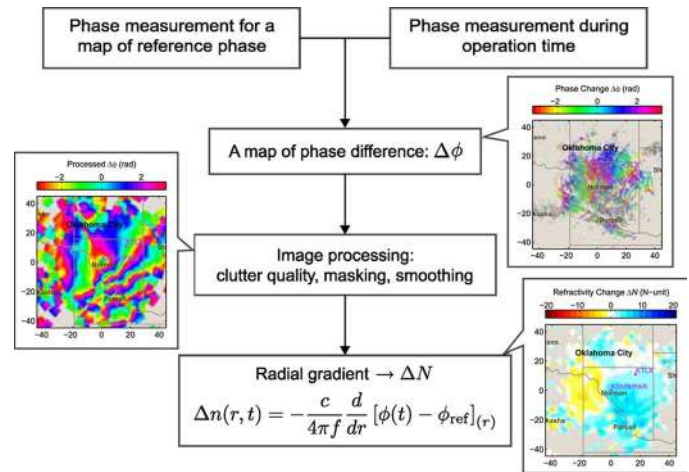 Phase measurement for a
map of reference phase
Phase measurement during
operation time
Phase Change Δφ (rad)
−2 0 2
A map of phase difference: Δϕ
40
20
0
−20
−40
Oklahoma City
Norman
Purcell
−40 −20 0 20 40
Processed Δφ (rad)
−2 0 2
40
20
0
−20
−40
Oklahoma City
Purcell
−40 −20 0 20 40
Image processing:
clutter quality, masking, smoothing
Refractivity Change ΔN (N−unit)
−20 −10 0 10 20
40
20
0
−20
−40
Oklahoma City
KTLX
KOUN/PAR
Norman
Purcell
−40 −20 0 20 40
Radial gradient → ΔN
Δn(r, t) = − c/4πf d/dr [ϕ(t) − ϕref](r)